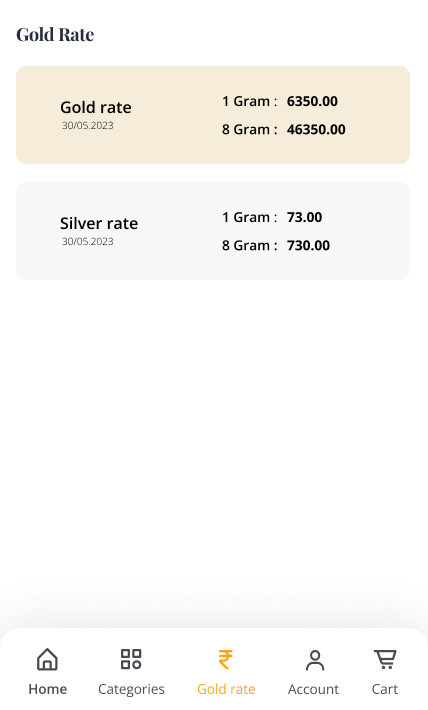 Gold Rate
Gold rate
30/05.2023
1 Gram : 6350.00
8 Gram : 46350.00
Silver rate
30/05.2023
1 Gram : 73.00
8 Gram : 730.00
Home
Categories
₹
Gold rate
Account
Cart